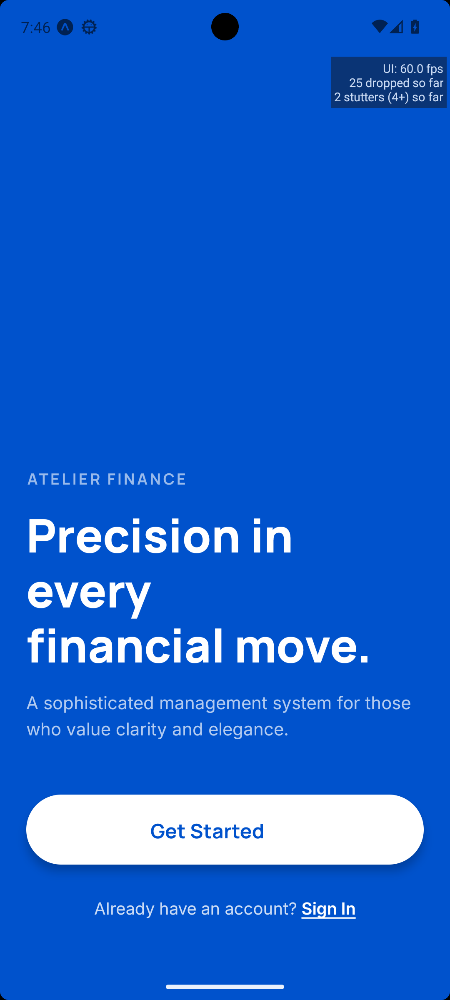 7:46
UI: 60.0 fps
25 dropped so far
2 stutters (4+) so far
ATELIER FINANCE
Precision in
every
financial move.
A sophisticated management system for those
who value clarity and elegance.
Get Started
Already have an account? Sign In